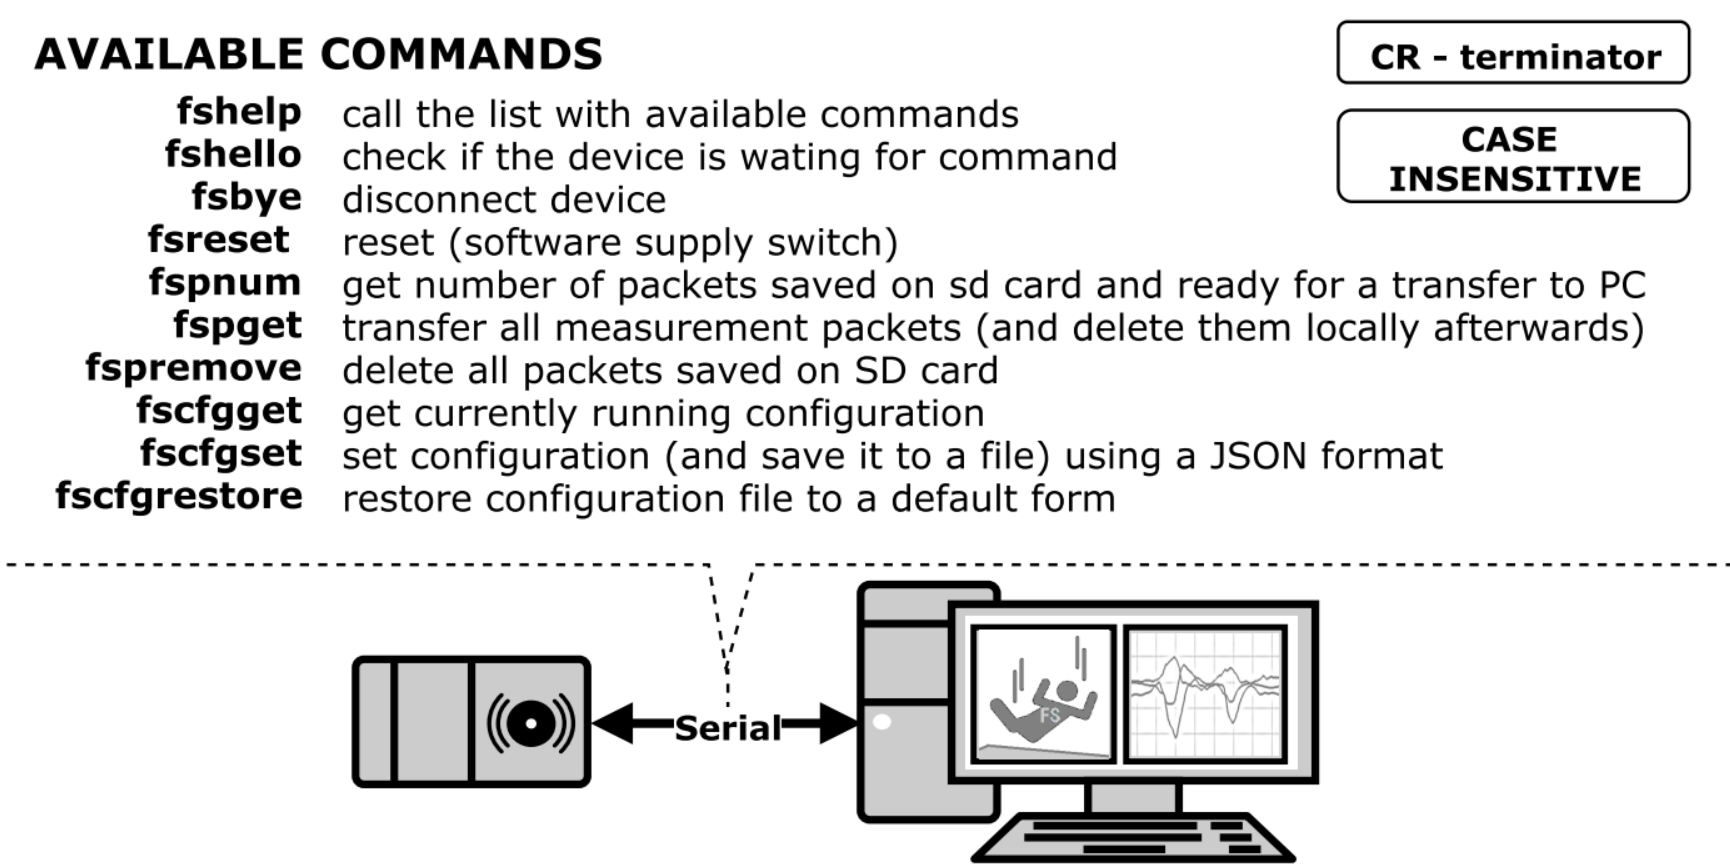 AVAILABLE COMMANDS
CR - terminator
CASE
INSENSITIVE
fshelp call the list with available commands
fshello check if the device is wating for command
fsbye disconnect device
fsreset reset (software supply switch)
fspnum get number of packets saved on sd card and ready for a transfer to PC
fspget transfer all measurement packets (and delete them locally afterwards)
fspremove delete all packets saved on SD card
fscfgget get currently running configuration
fscfgset set configuration (and save it to a file) using a JSON format
fscfgrestore restore configuration file to a default form
Serial
FS